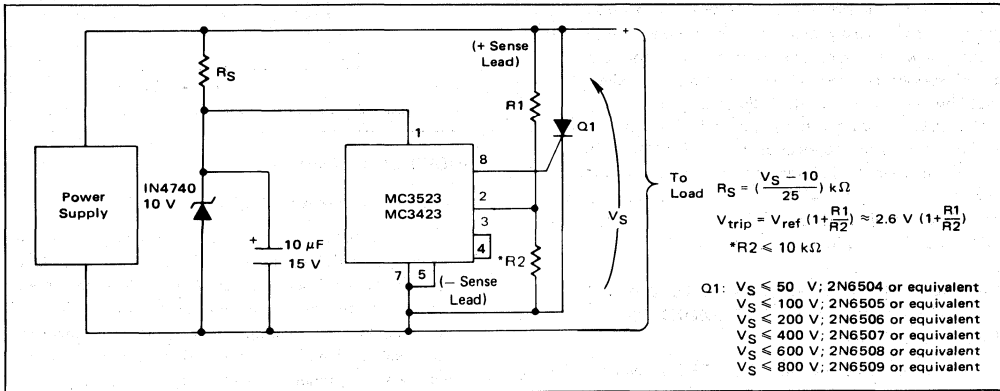 (+ Sense
Lead)
+
RS
R1
Q1
1
8
Power
Supply
IN4740
10 V
MC3523
MC3423
2
3
4
+
10 μF
15 V
*R2
7
5
(− Sense
Lead)
VS
To
Load
RS = (VS − 10 / 25) kΩ
Vtrip = Vref (1+R1/R2) ≈ 2.6 V (1+R1/R2)
*R2 ⩽ 10 kΩ
Q1: VS ⩽ 50 V; 2N6504 or equivalent
VS ⩽ 100 V; 2N6505 or equivalent
VS ⩽ 200 V; 2N6506 or equivalent
VS ⩽ 400 V; 2N6507 or equivalent
VS ⩽ 600 V; 2N6508 or equivalent
VS ⩽ 800 V; 2N6509 or equivalent